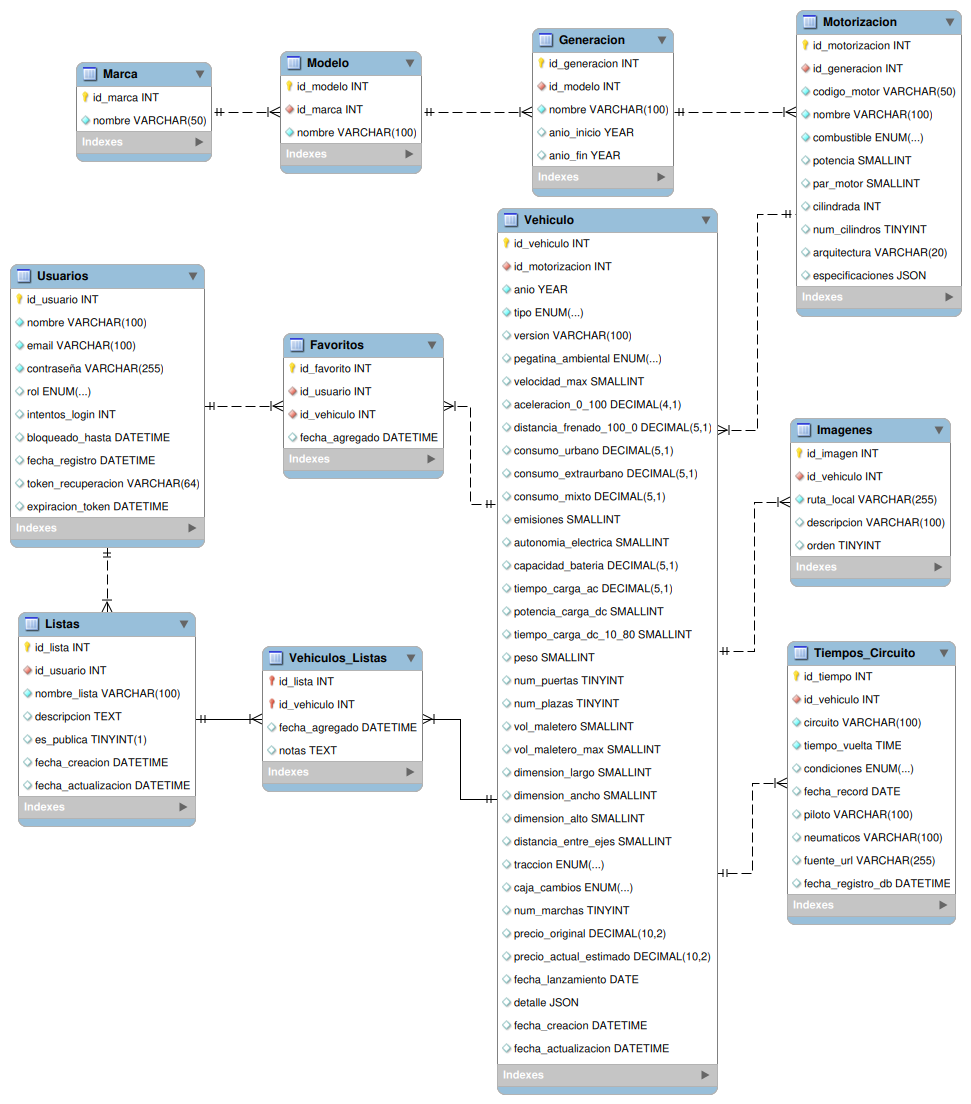 Marca
id_marca INT
nombre VARCHAR(50)
Indexes
Modelo
id_modelo INT
id_marca INT
nombre VARCHAR(100)
Indexes
Generacion
id_generacion INT
id_modelo INT
nombre VARCHAR(100)
anio_inicio YEAR
anio_fin YEAR
Indexes
Motorizacion
id_motorizacion INT
id_generacion INT
codigo_motor VARCHAR(50)
nombre VARCHAR(100)
combustible ENUM(...)
potencia SMALLINT
par_motor SMALLINT
cilindrada INT
num_cilindros TINYINT
arquitectura VARCHAR(20)
especificaciones JSON
Indexes
Usuarios
id_usuario INT
nombre VARCHAR(100)
email VARCHAR(100)
contraseña VARCHAR(255)
rol ENUM(...)
intentos_login INT
bloqueado_hasta DATETIME
fecha_registro DATETIME
token_recuperacion VARCHAR(64)
expiracion_token DATETIME
Indexes
Favoritos
id_favorito INT
id_usuario INT
id_vehiculo INT
fecha_agregado DATETIME
Indexes
Vehiculo
id_vehiculo INT
id_motorizacion INT
anio YEAR
tipo ENUM(...)
version VARCHAR(100)
pegatina_ambiental ENUM(...)
velocidad_max SMALLINT
aceleracion_0_100 DECIMAL(4,1)
distancia_frenado_100_0 DECIMAL(5,1)
consumo_urbano DECIMAL(5,1)
consumo_extraurbano DECIMAL(5,1)
consumo_mixto DECIMAL(5,1)
emisiones SMALLINT
autonomia_electrica SMALLINT
capacidad_bateria DECIMAL(5,1)
tiempo_carga_ac DECIMAL(5,1)
potencia_carga_dc SMALLINT
tiempo_carga_dc_10_80 SMALLINT
peso SMALLINT
num_puertas TINYINT
num_plazas TINYINT
vol_maletero SMALLINT
vol_maletero_max SMALLINT
dimension_largo SMALLINT
dimension_ancho SMALLINT
dimension_alto SMALLINT
distancia_entre_ejes SMALLINT
traccion ENUM(...)
caja_cambios ENUM(...)
num_marchas TINYINT
precio_original DECIMAL(10,2)
precio_actual_estimado DECIMAL(10,2)
fecha_lanzamiento DATE
detalle JSON
fecha_creacion DATETIME
fecha_actualizacion DATETIME
Indexes
Imagenes
id_imagen INT
id_vehiculo INT
ruta_local VARCHAR(255)
descripcion VARCHAR(100)
orden TINYINT
Indexes
Listas
id_lista INT
id_usuario INT
nombre_lista VARCHAR(100)
descripcion TEXT
es_publica TINYINT(1)
fecha_creacion DATETIME
fecha_actualizacion DATETIME
Indexes
Vehiculos_Listas
id_lista INT
id_vehiculo INT
fecha_agregado DATETIME
notas TEXT
Indexes
Tiempos_Circuito
id_tiempo INT
id_vehiculo INT
circuito VARCHAR(100)
tiempo_vuelta TIME
condiciones ENUM(...)
fecha_record DATE
piloto VARCHAR(100)
neumaticos VARCHAR(100)
fuente_url VARCHAR(255)
fecha_registro_db DATETIME
Indexes